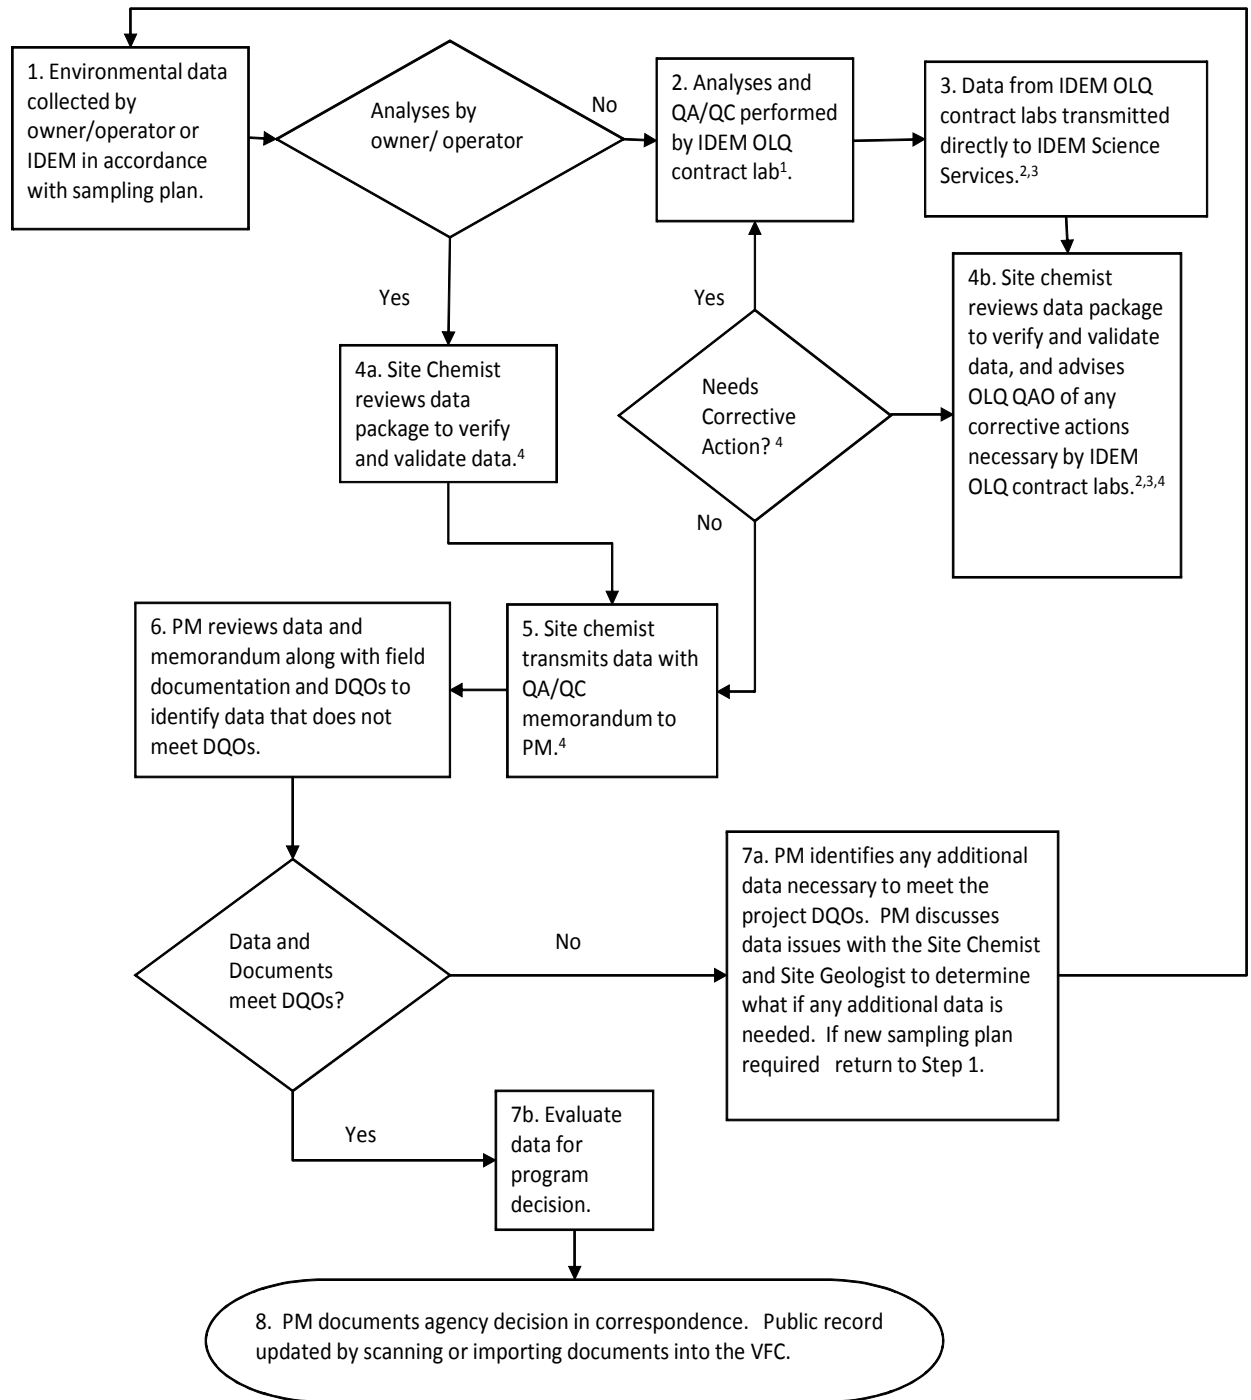 1. Environmental data
collected by
owner/operator or
IDEM in accordance
with sampling plan.
Analyses by
owner/ operator
No
2. Analyses and
QA/QC performed
by IDEM OLQ
contract lab¹.
3. Data from IDEM OLQ
contract labs transmitted
directly to IDEM Science
Services.²,³
Yes
4a. Site Chemist
reviews data
package to verify
and validate data.⁴
Yes
Needs
Corrective
Action? ⁴
No
4b. Site chemist
reviews data package
to verify and validate
data, and advises
OLQ QAO of any
corrective actions
necessary by IDEM
OLQ contract labs.²,³,⁴
6. PM reviews data and
memorandum along with field
documentation and DQOs to
identify data that does not
meet DQOs.
5. Site chemist
transmits data with
QA/QC
memorandum to
PM.⁴
Data and
Documents
meet DQOs?
No
7a. PM identifies any additional
data necessary to meet the
project DQOs.  PM discusses
data issues with the Site Chemist
and Site Geologist to determine
what if any additional data is
needed.  If new sampling plan
required   return to Step 1.
Yes
7b. Evaluate
data for
program
decision.
8.  PM documents agency decision in correspondence.   Public record
updated by scanning or importing documents into the VFC.